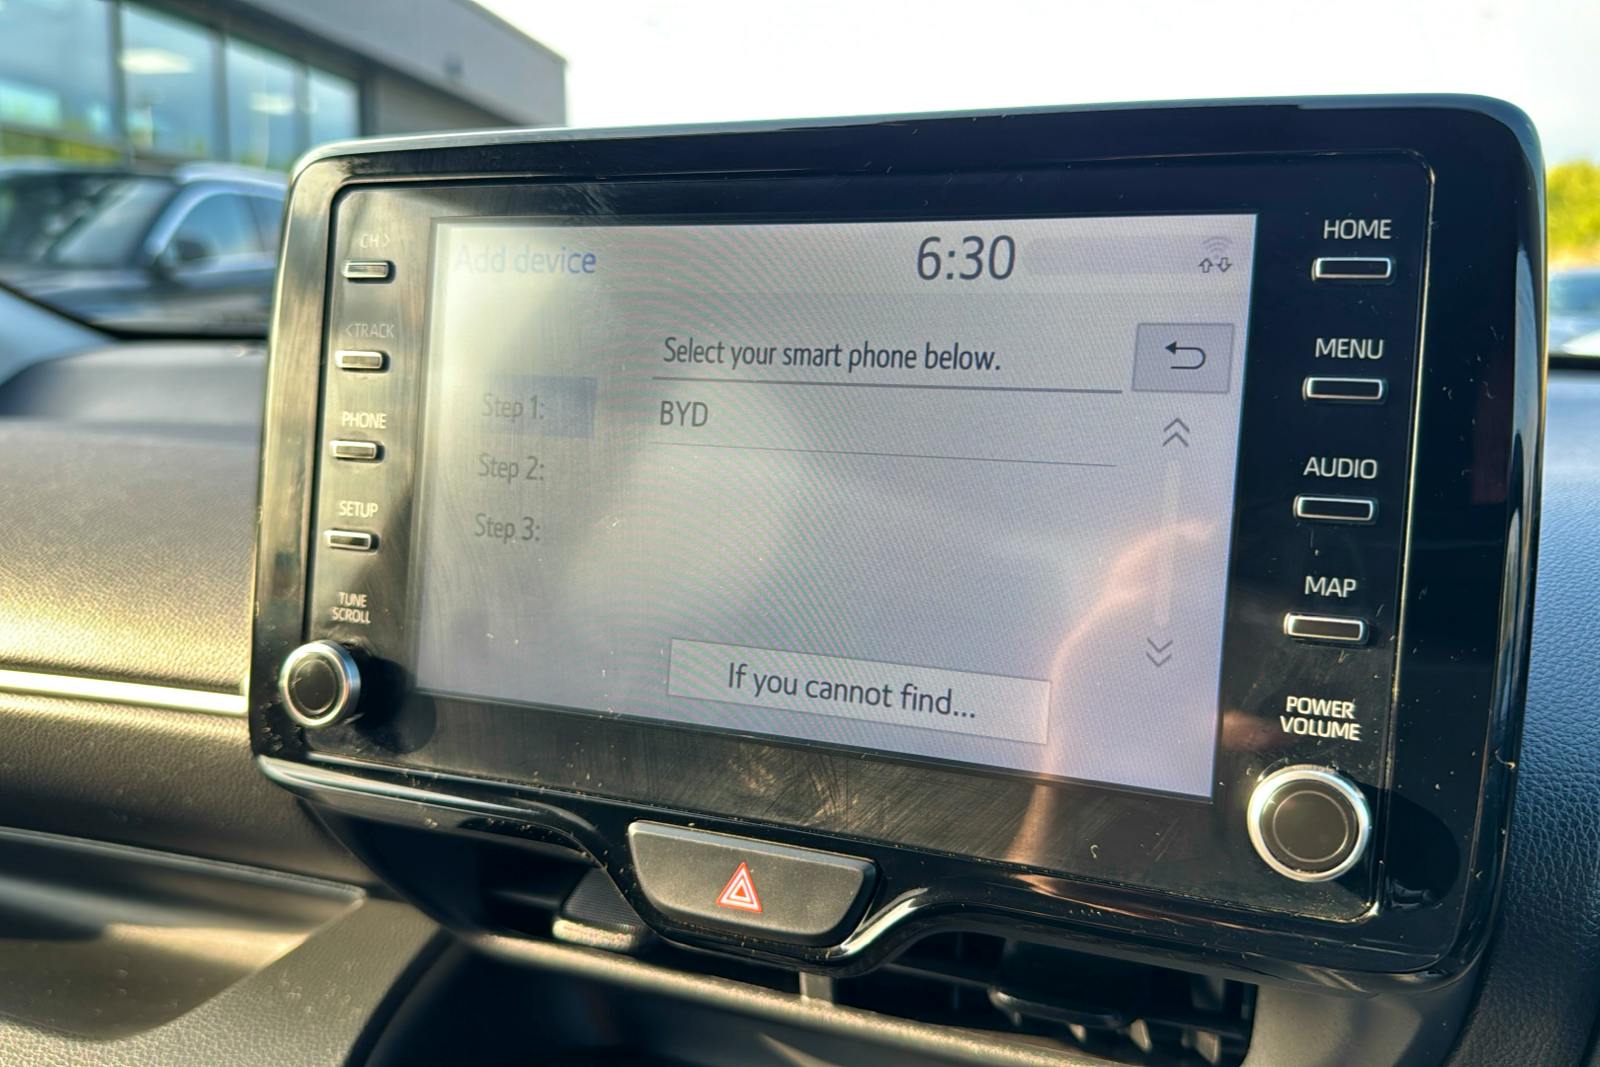 CH>
<TRACK
PHONE
SETUP
TUNE
SCROLL
Add device
6:30
Select your smart phone below.
Step 1:
BYD
Step 2:
Step 3:
If you cannot find...
HOME
MENU
AUDIO
MAP
POWER
VOLUME